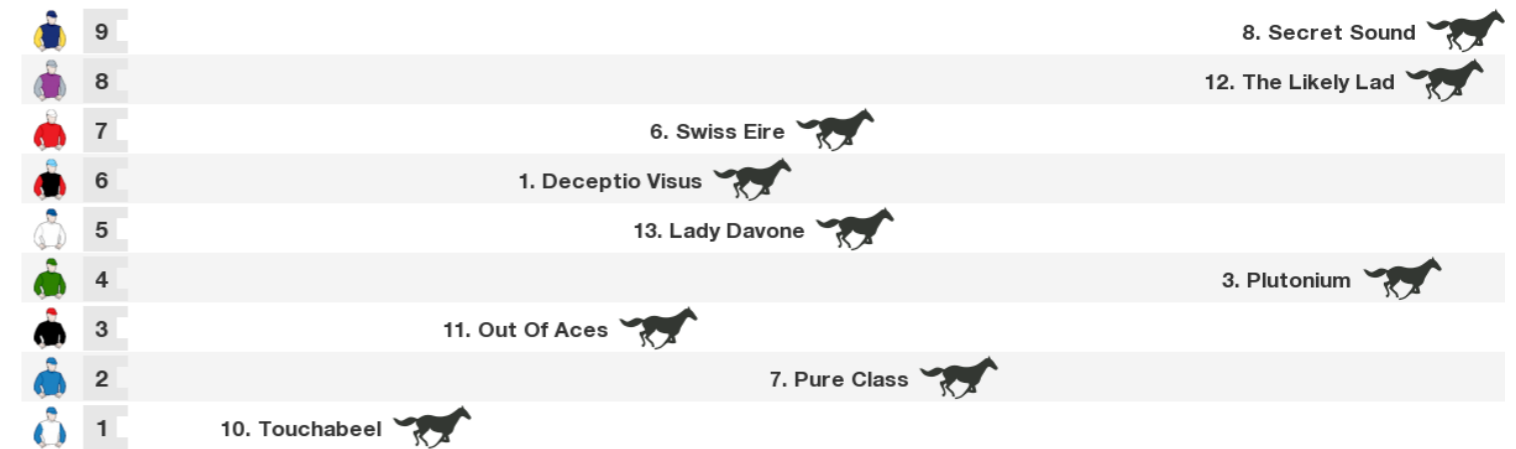 9 8. Secret Sound
8 12. The Likely Lad
7 6. Swiss Eire
6 1. Deceptio Visus
5 13. Lady Davone
4 3. Plutonium
3 11. Out Of Aces
2 7. Pure Class
1 10. Touchabeel